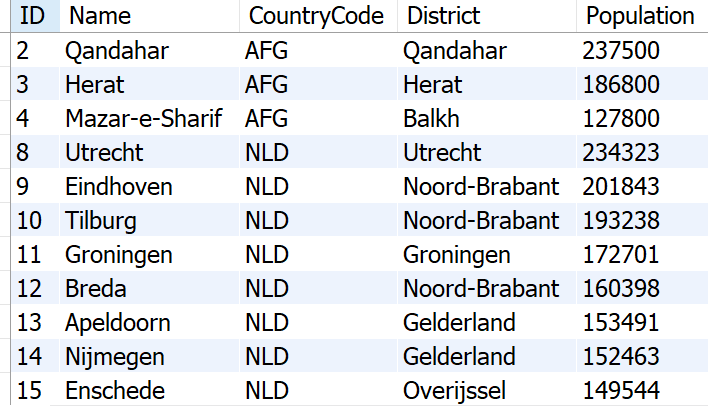 ID Name CountryCode District Population
2 Qandahar AFG Qandahar 237500
3 Herat AFG Herat 186800
4 Mazar-e-Sharif AFG Balkh 127800
8 Utrecht NLD Utrecht 234323
9 Eindhoven NLD Noord-Brabant 201843
10 Tilburg NLD Noord-Brabant 193238
11 Groningen NLD Groningen 172701
12 Breda NLD Noord-Brabant 160398
13 Apeldoorn NLD Gelderland 153491
14 Nijmegen NLD Gelderland 152463
15 Enschede NLD Overijssel 149544